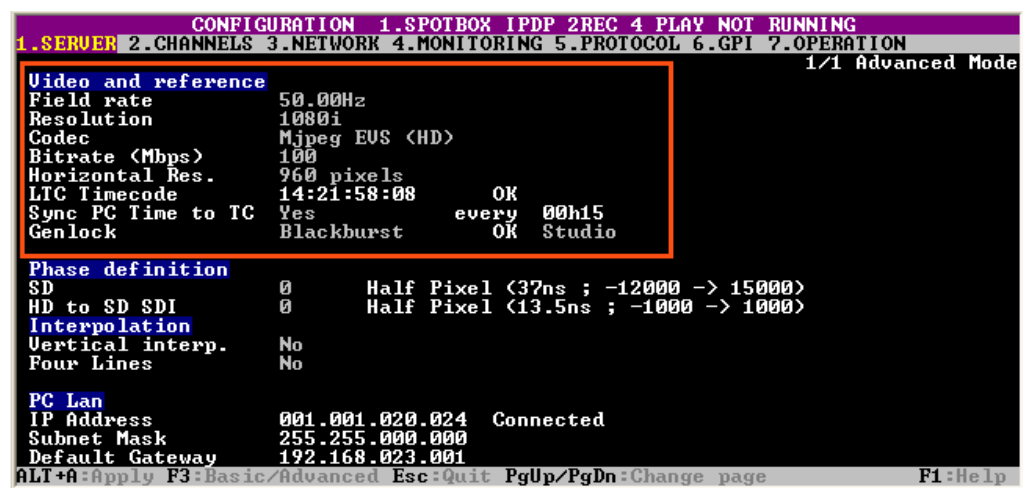 CONFIGURATION 1.SPOTBOX IPDP 2REC 4 PLAY NOT RUNNING
1.SERVER 2.CHANNELS 3.NETWORK 4.MONITORING 5.PROTOCOL 6.GPI 7.OPERATION
1/1 Advanced Mode
Video and reference
Field rate 50.00Hz
Resolution 1080i
Codec Mjpeg EVS (HD)
Bitrate (Mbps) 100
Horizontal Res. 960 pixels
LTC Timecode 14:21:58:08 OK
Sync PC Time to TC Yes every 00h15
Genlock Blackburst OK Studio
Phase definition
SD 0 Half Pixel (37ns ; -12000 -> 15000)
HD to SD SDI 0 Half Pixel (13.5ns ; -1000 -> 1000)
Interpolation
Vertical interp. No
Four Lines No
PC Lan
IP Address 001.001.020.024 Connected
Subnet Mask 255.255.000.000
Default Gateway 192.168.023.001
ALT+A:Apply F3:Basic/Advanced Esc:Quit PgUp/PgDn:Change page F1:Help